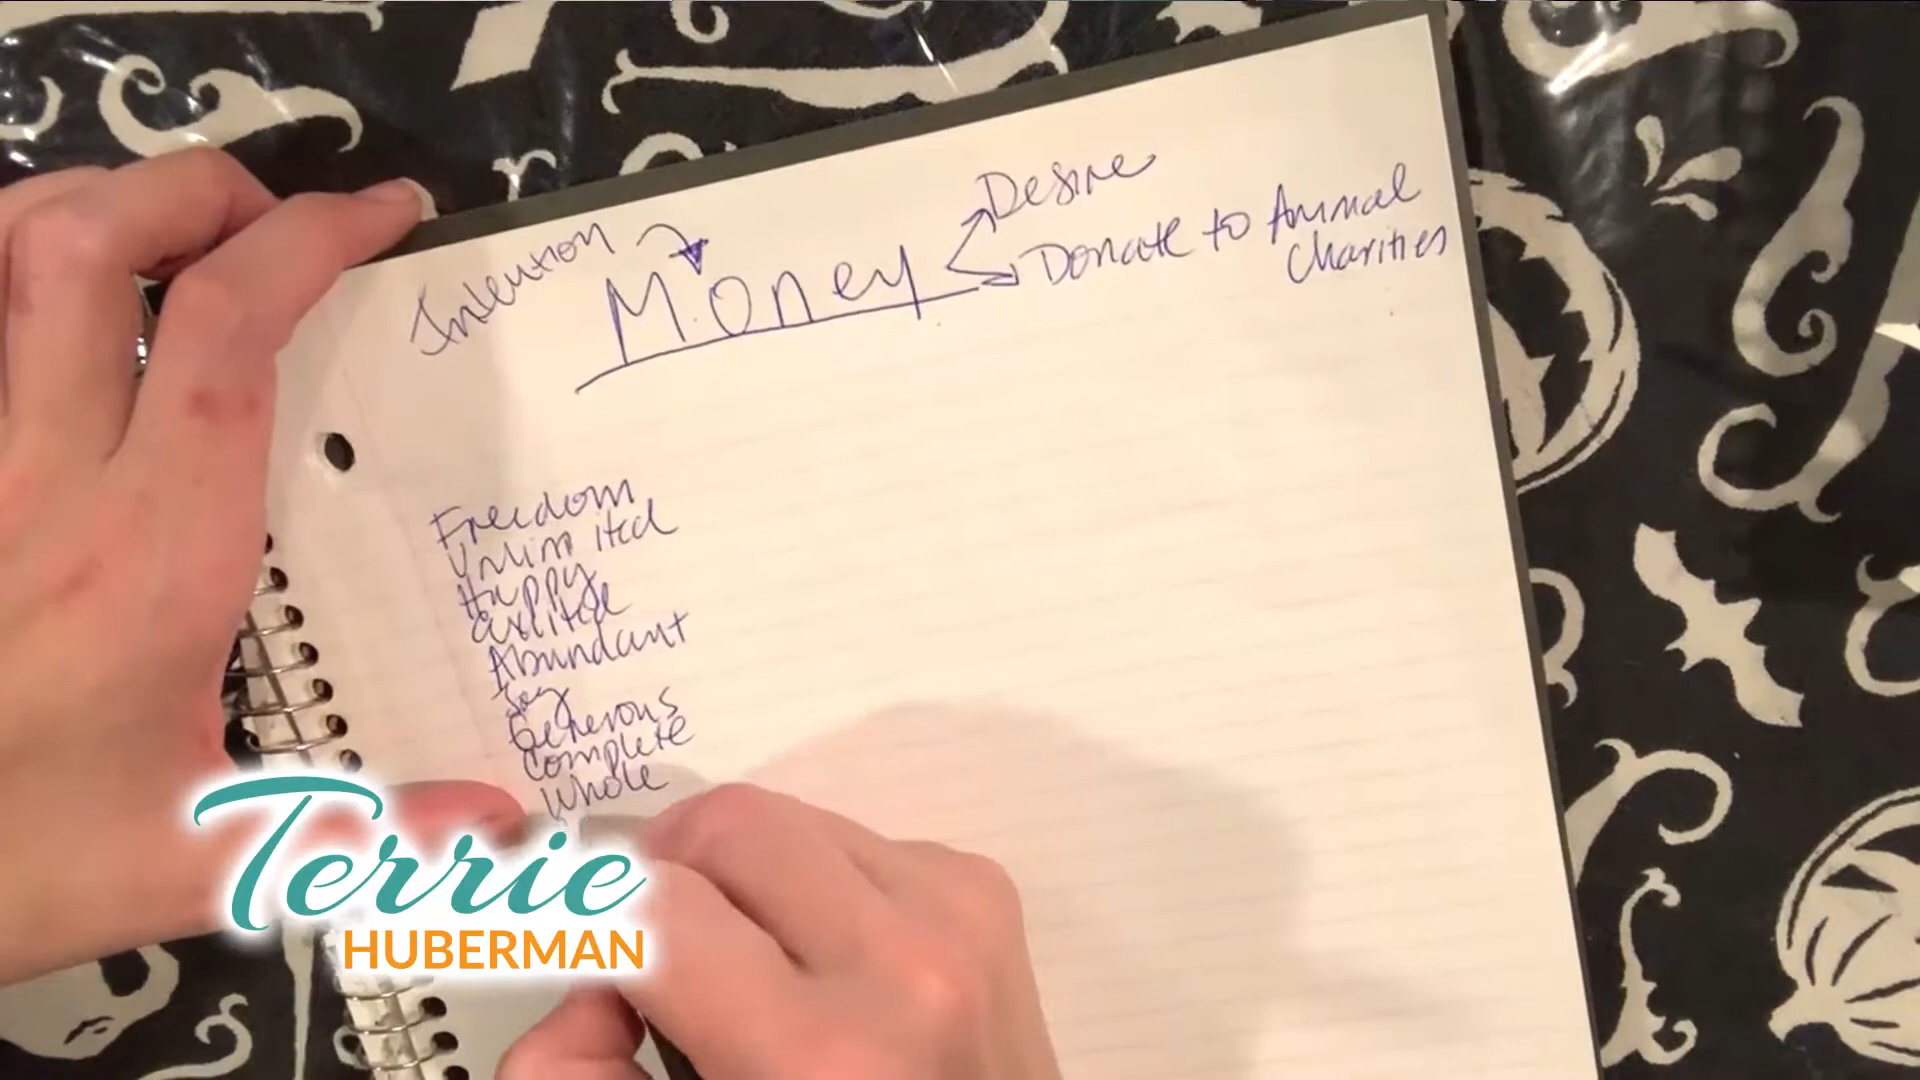 Intention
Money
Desire
Donate to Animal
Charities
Freedom
Unlimited
Happy
Excited
Abundant
Joy
Generous
Complete
Whole
Terrie
HUBERMAN